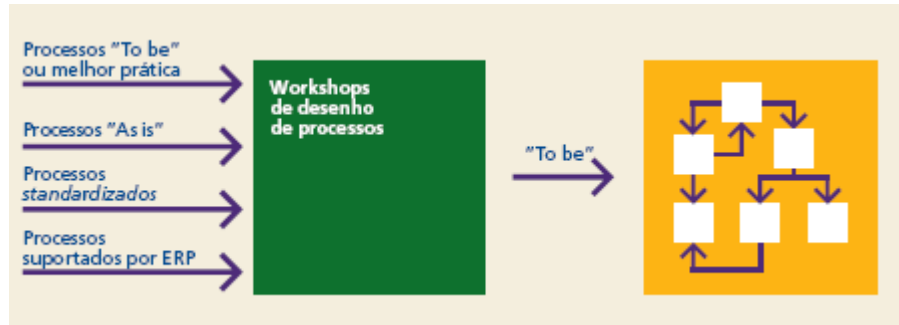 Processos "To be"
ou melhor prática
Processos "As is"
Processos
standardizados
Processos
suportados por ERP
Workshops
de desenho
de processos
"To be"